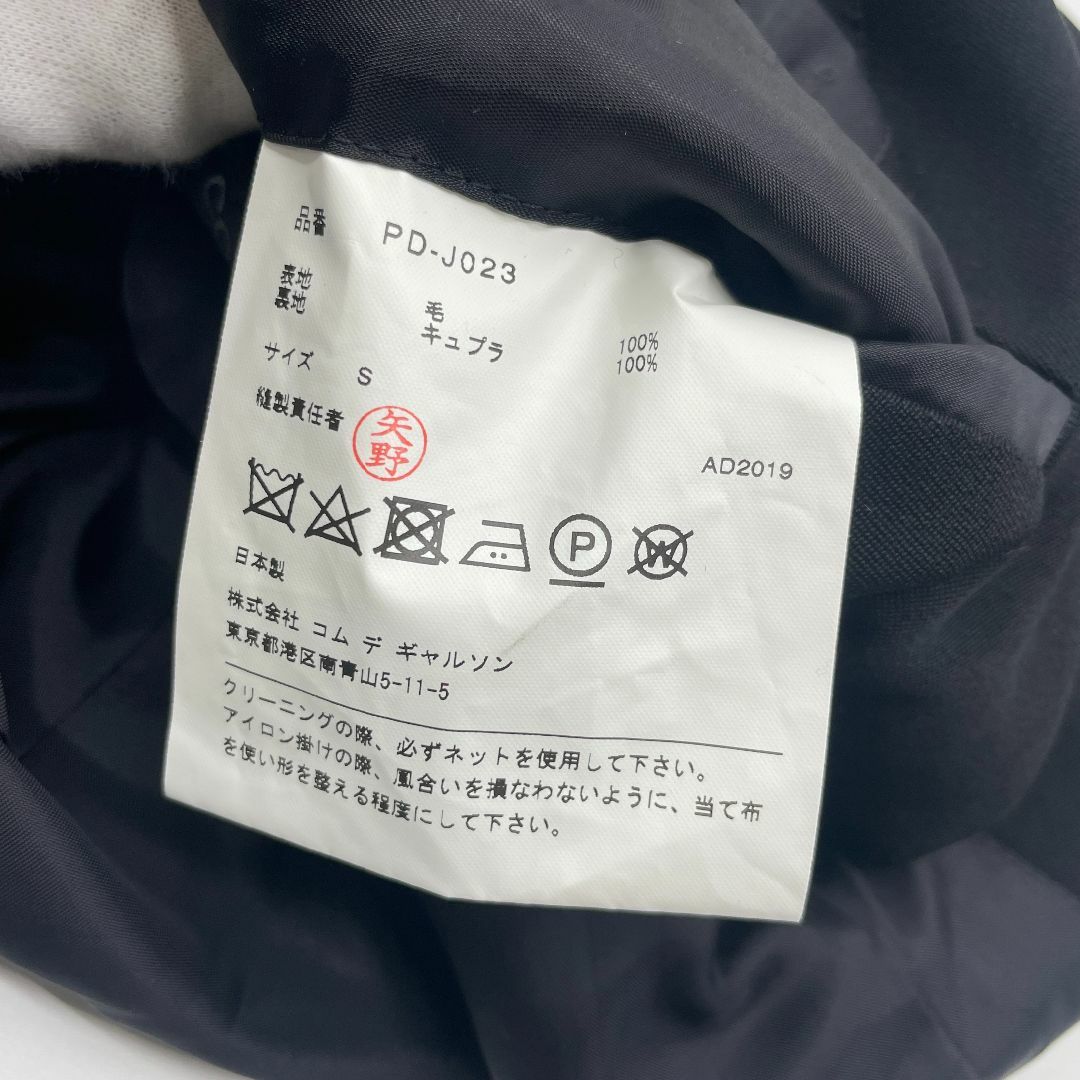 品番 PD-J023
表地 毛 100%
裏地 キュプラ 100%
サイズ S
縫製責任者 矢野
AD2019
P W
日本製
株式会社 コム デ ギャルソン
東京都港区南青山5-11-5
クリーニングの際、必ずネットを使用して下さい。
アイロン掛けの際、風合いを損なわないように、当て布
を使い形を整える程度にして下さい。